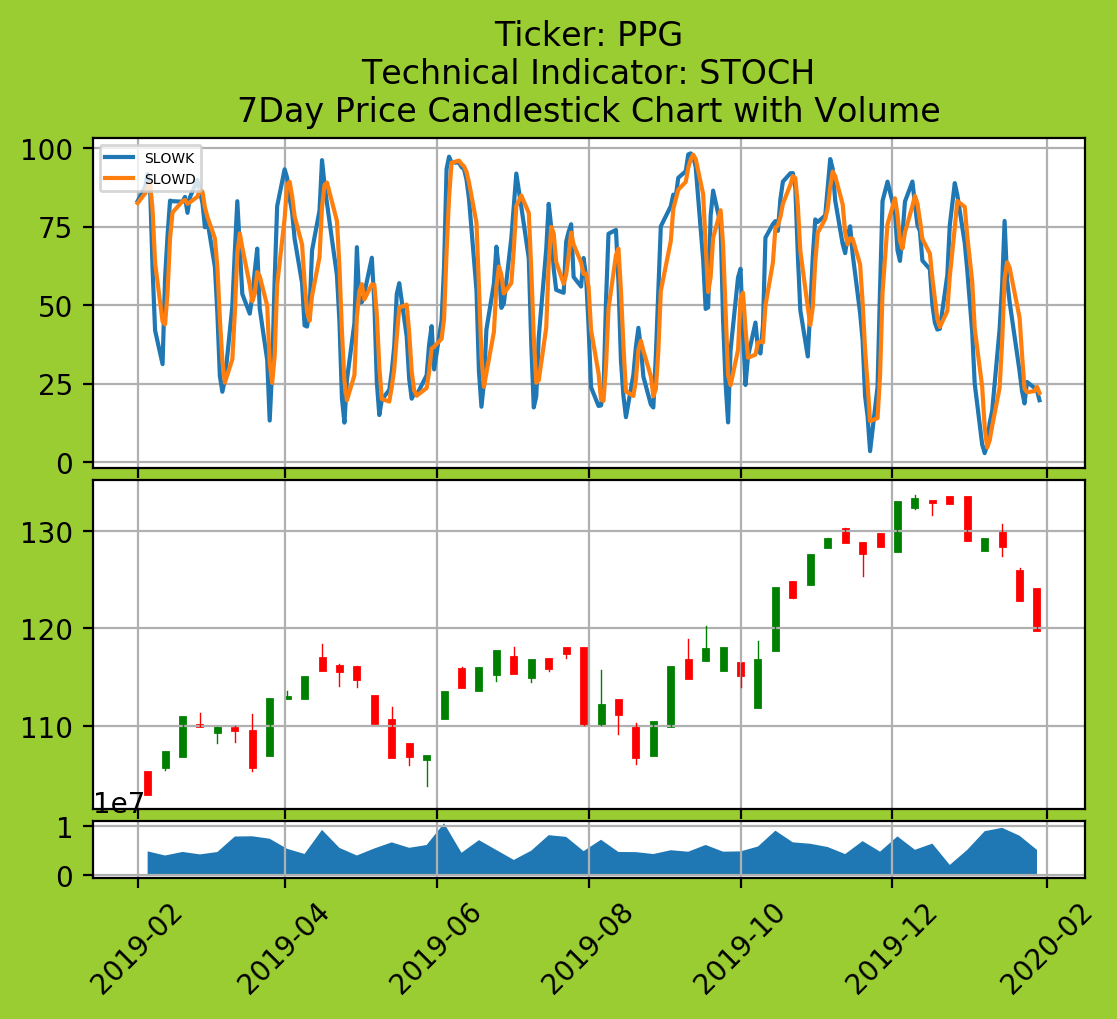 Ticker: PPG
Technical Indicator: STOCH
7Day Price Candlestick Chart with Volume
100
75
50
25
0
SLOWK
SLOWD
130
120
110
1e7
1
0
2019-02
2019-04
2019-06
2019-08
2019-10
2019-12
2020-02